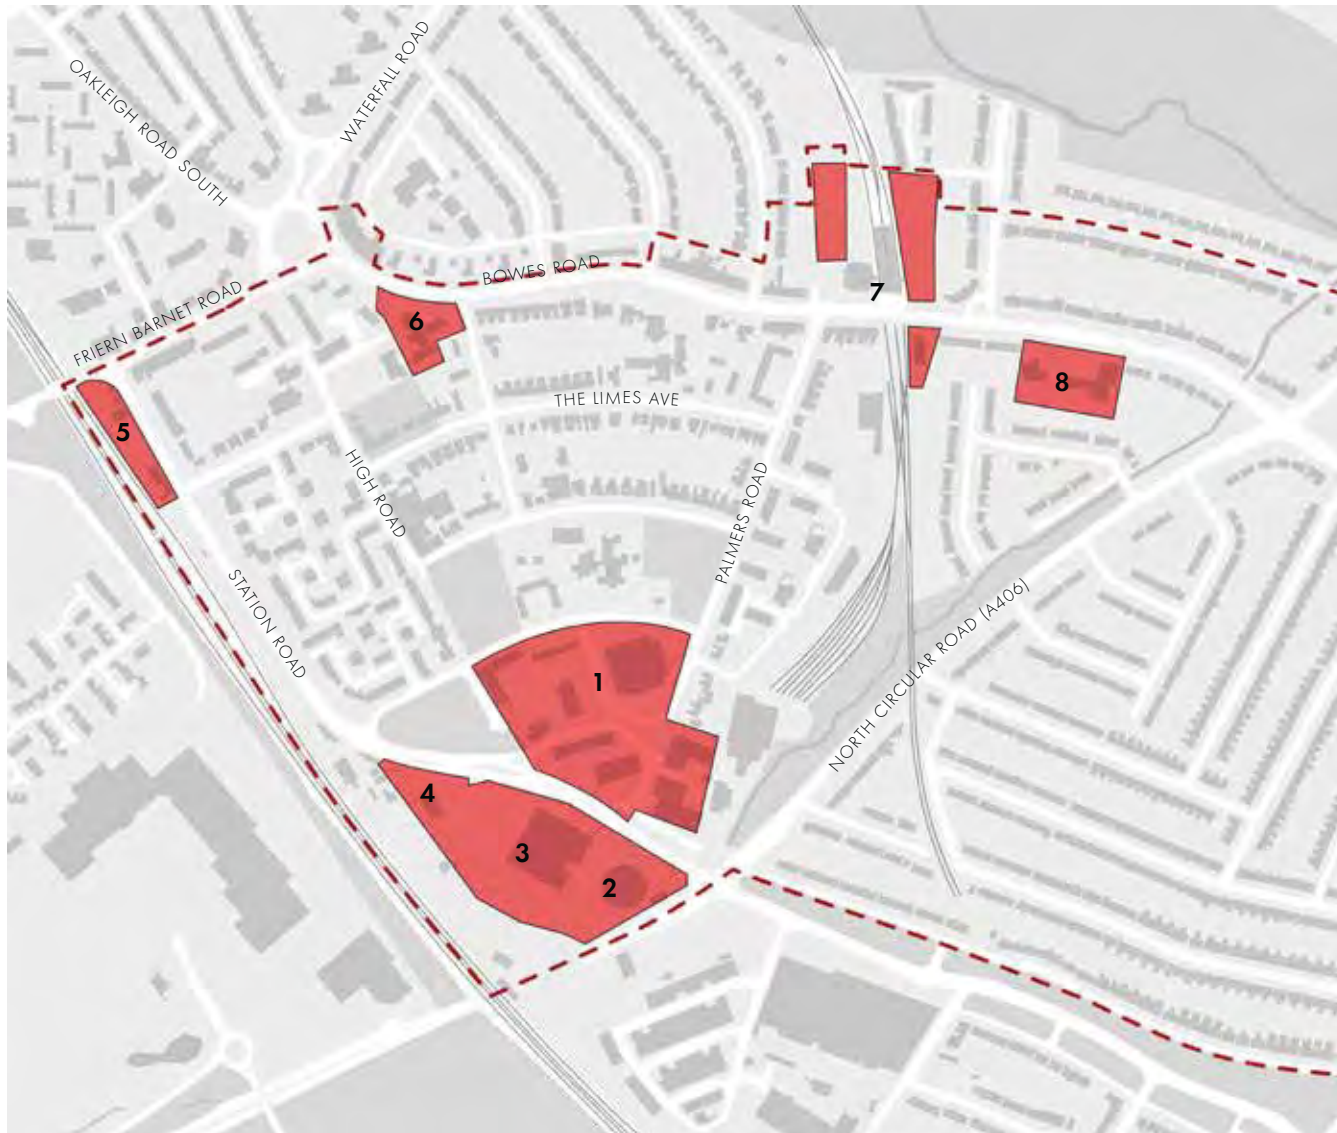 WATERFALL ROAD
OAKLEIGH ROAD SOUTH
BOWES ROAD
7
FRIERN BARNET ROAD
6
8
THE LIMES AVE
5
HIGH ROAD
PALMERS ROAD
STATION ROAD
NORTH CIRCULAR ROAD (A406)
1
4
3
2